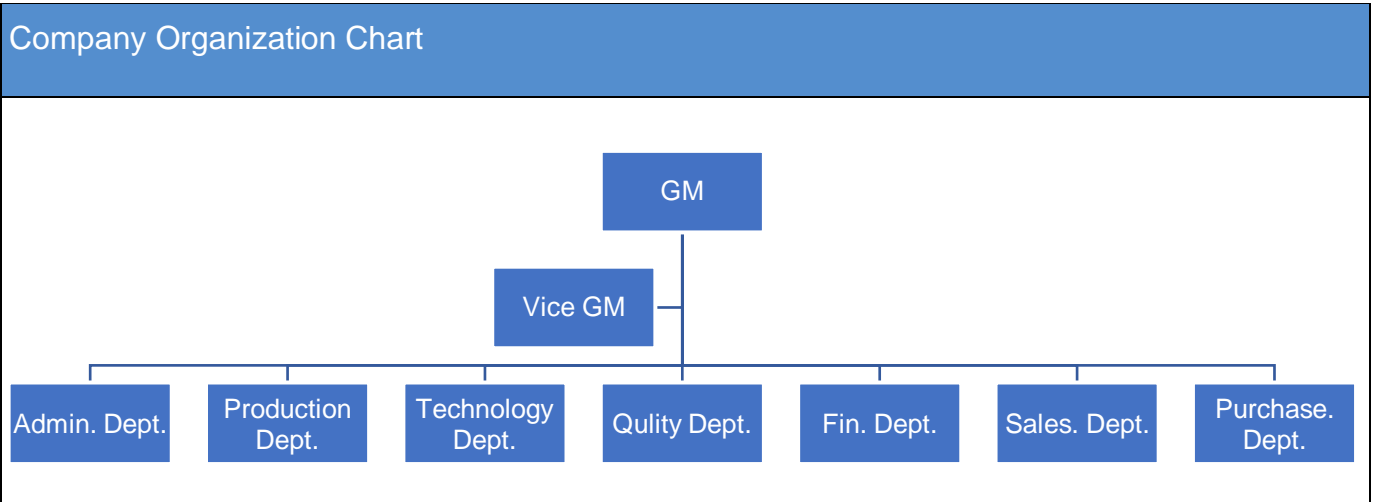 Company Organization Chart
GM
Vice GM
Admin. Dept.
Production
Dept.
Technology
Dept.
Qulity Dept.
Fin. Dept.
Sales. Dept.
Purchase.
Dept.